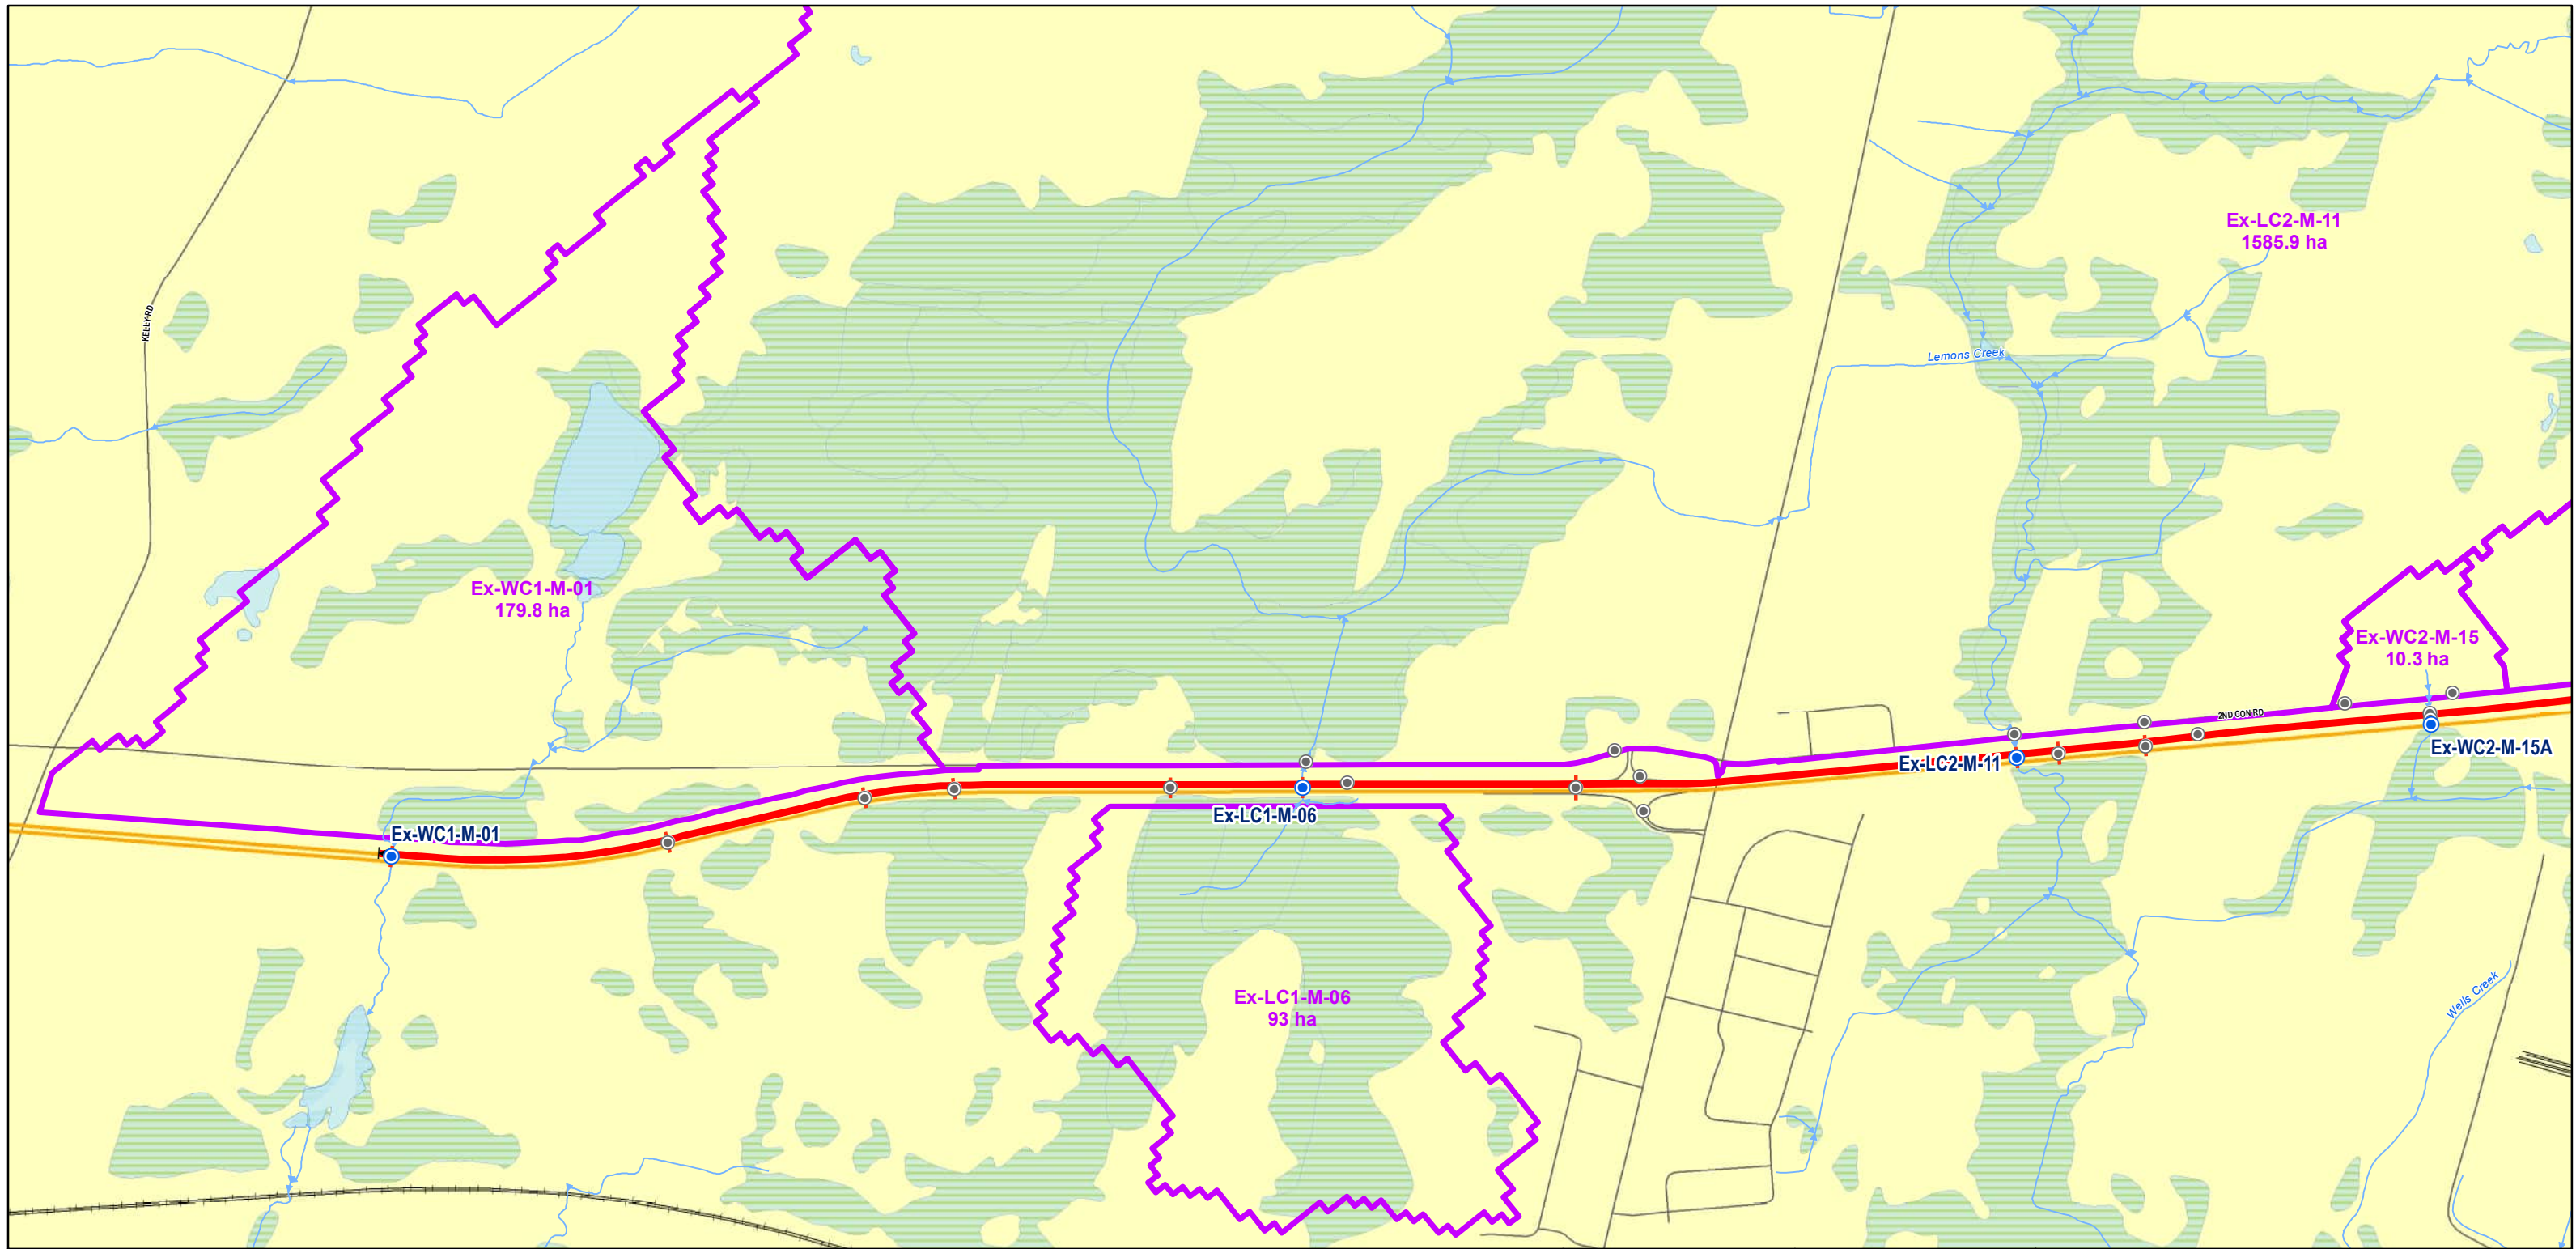 Ex-LC2-M-11
1585.9 ha
KELLY RD
Lemons Creek
Ex-WC1-M-01
179.8 ha
Ex-WC2-M-15
10.3 ha
2ND CON RD
Ex-WC2-M-15A
Ex-LC2-M-11
Ex-LC1-M-06
Ex-WC1-M-01
Ex-LC1-M-06
93 ha
Wells Creek